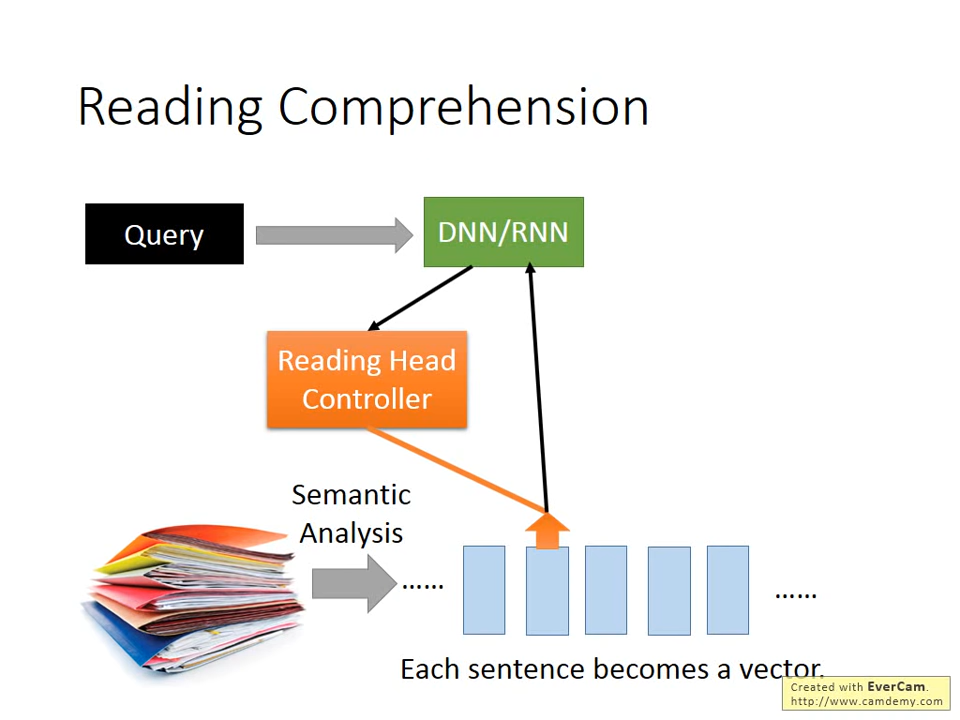 Reading Comprehension
Query
DNN/RNN
Reading Head
Controller
Semantic
Analysis
......
......
Each sentence becomes a vector.
Created with EverCam.
http://www.camdemy.com